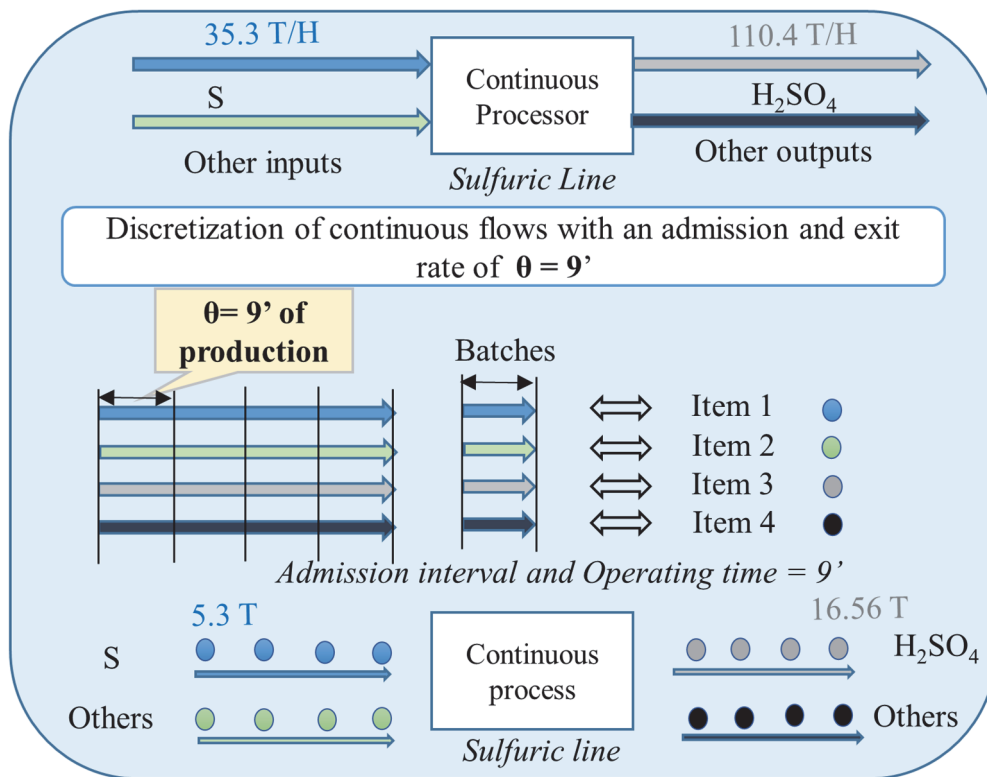 35.3 T/H
110.4 T/H
Continuous
Processor
S
H₂SO₄
Other inputs
Other outputs
Sulfuric Line
Discretization of continuous flows with an admission and exit
rate of θ = 9’
θ= 9’ of
production
Batches
Item 1
Item 2
Item 3
Item 4
Admission interval and Operating time = 9’
5.3 T
16.56 T
S
Continuous
process
H₂SO₄
Others
Others
Sulfuric line